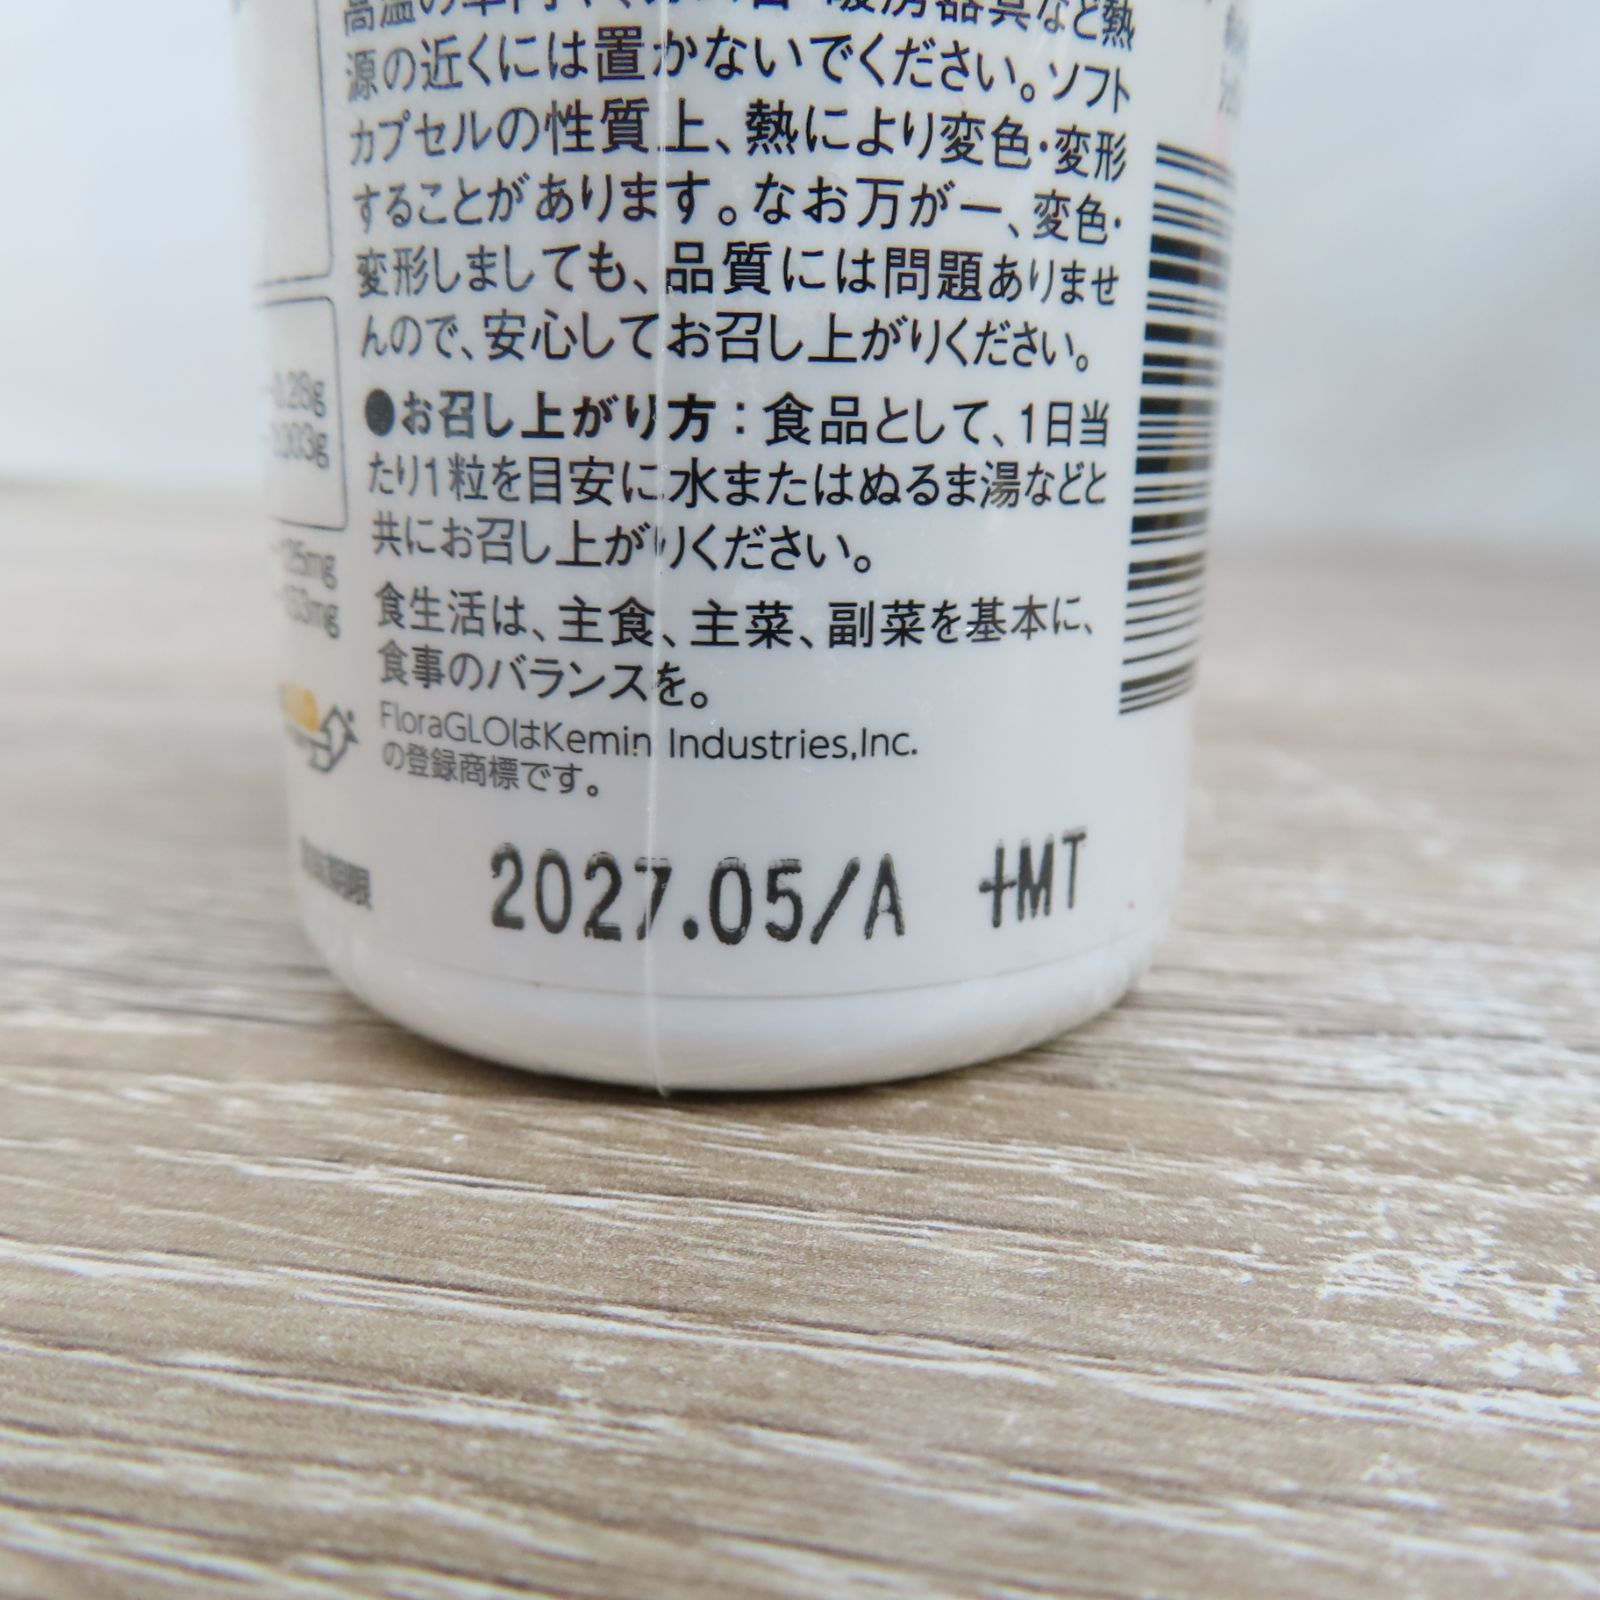 源の近くには置かないでください。ソフト
カプセルの性質上、熱により変色・変形
することがあります。なお万が一、変色・
変形しましても、品質には問題ありませ
んので、安心してお召し上がりください。
●お召し上がり方：食品として、1日当
たり1粒を目安に水またはぬるま湯などと
共にお召し上がりください。
食生活は、主食、主菜、副菜を基本に、
食事のバランスを。
FloraGLOはKemin Industries,Inc.
の登録商標です。
0.28g
0.003g
期限
2027.05/A +MT